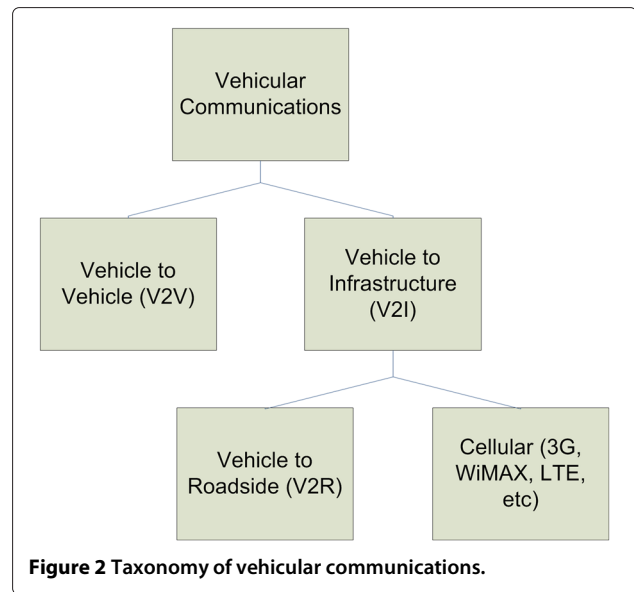 Vehicular
Communications
Vehicle to
Vehicle (V2V)
Vehicle to
Infrastructure
(V2I)
Vehicle to
Roadside (V2R)
Cellular (3G,
WiMAX, LTE,
etc)
Figure 2 Taxonomy of vehicular communications.